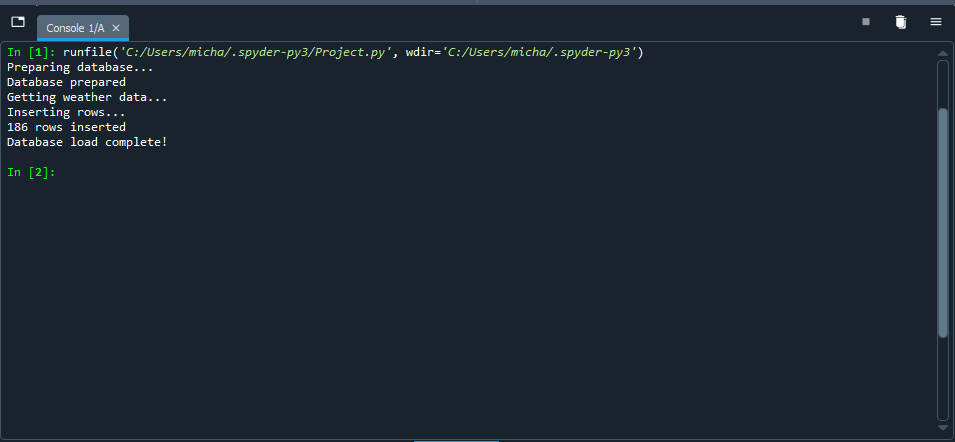 Console 1/A
In [1]: runfile('C:/Users/micha/.spyder-py3/Project.py', wdir='C:/Users/micha/.spyder-py3')
Preparing database...
Database prepared
Getting weather data...
Inserting rows...
186 rows inserted
Database load complete!
In [2]: